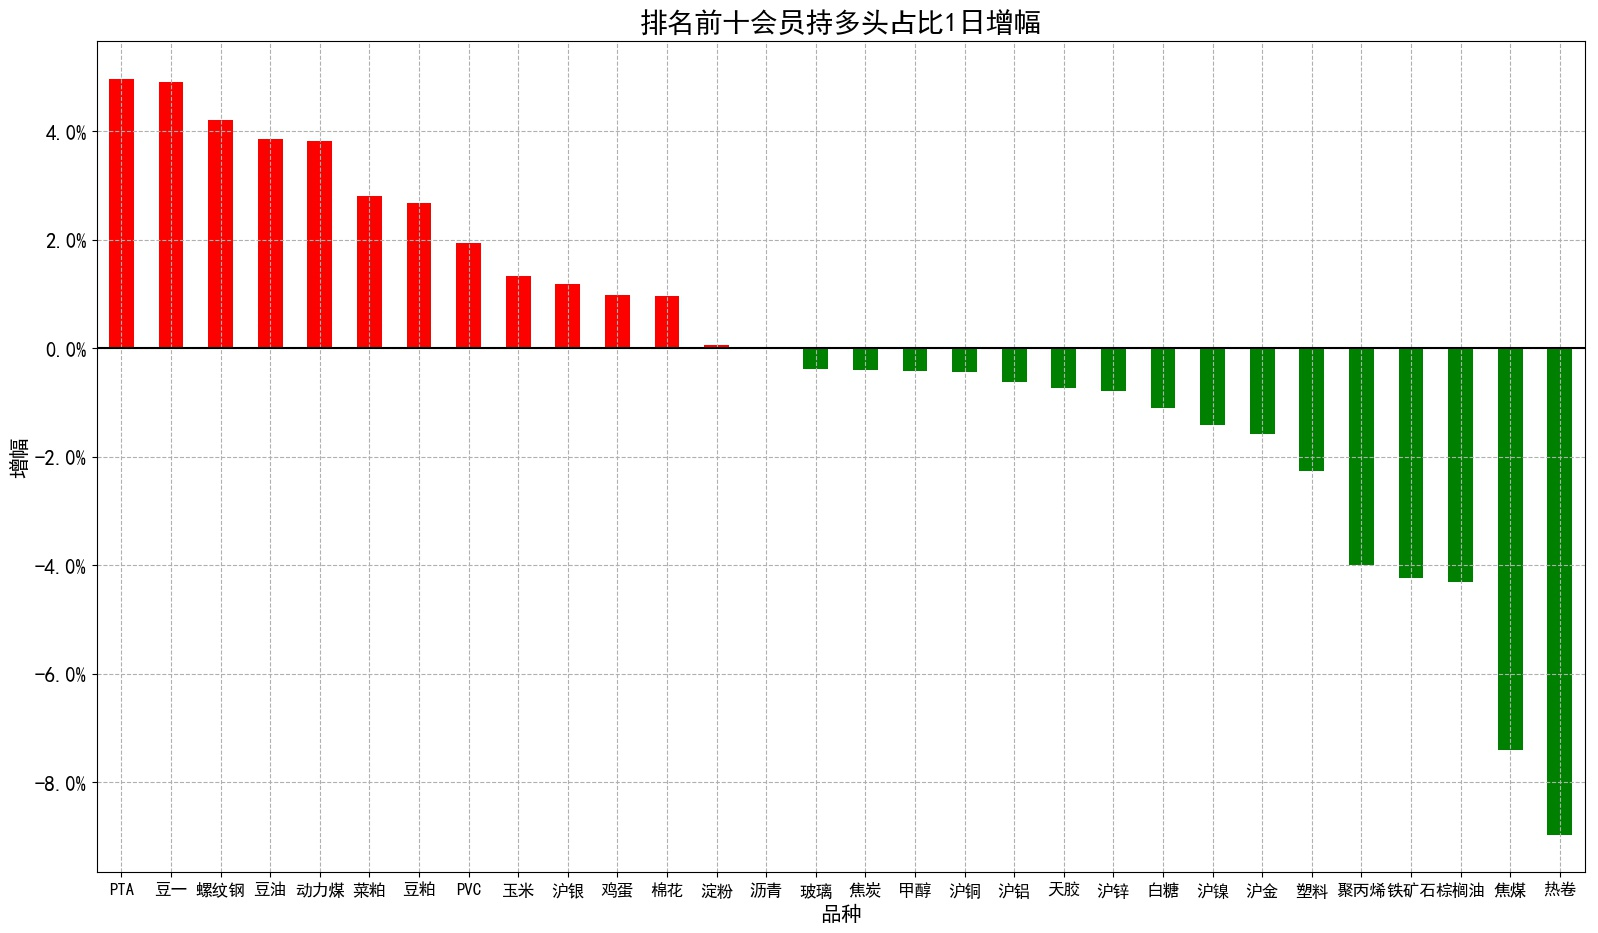 排名前十会员持多头占比1日增幅
增幅
4.0%
2.0%
0.0%
−2.0%
−4.0%
−6.0%
−8.0%
PTA 豆一 螺纹钢 豆油 动力煤 菜粕 豆粕 PVC 玉米 沪银 鸡蛋 棉花 淀粉 沥青 玻璃 焦炭 甲醇 沪铜 沪铝 天胶 沪锌 白糖 沪镍 沪金 塑料 聚丙烯 铁矿石 棕榈油 焦煤 热卷
品种